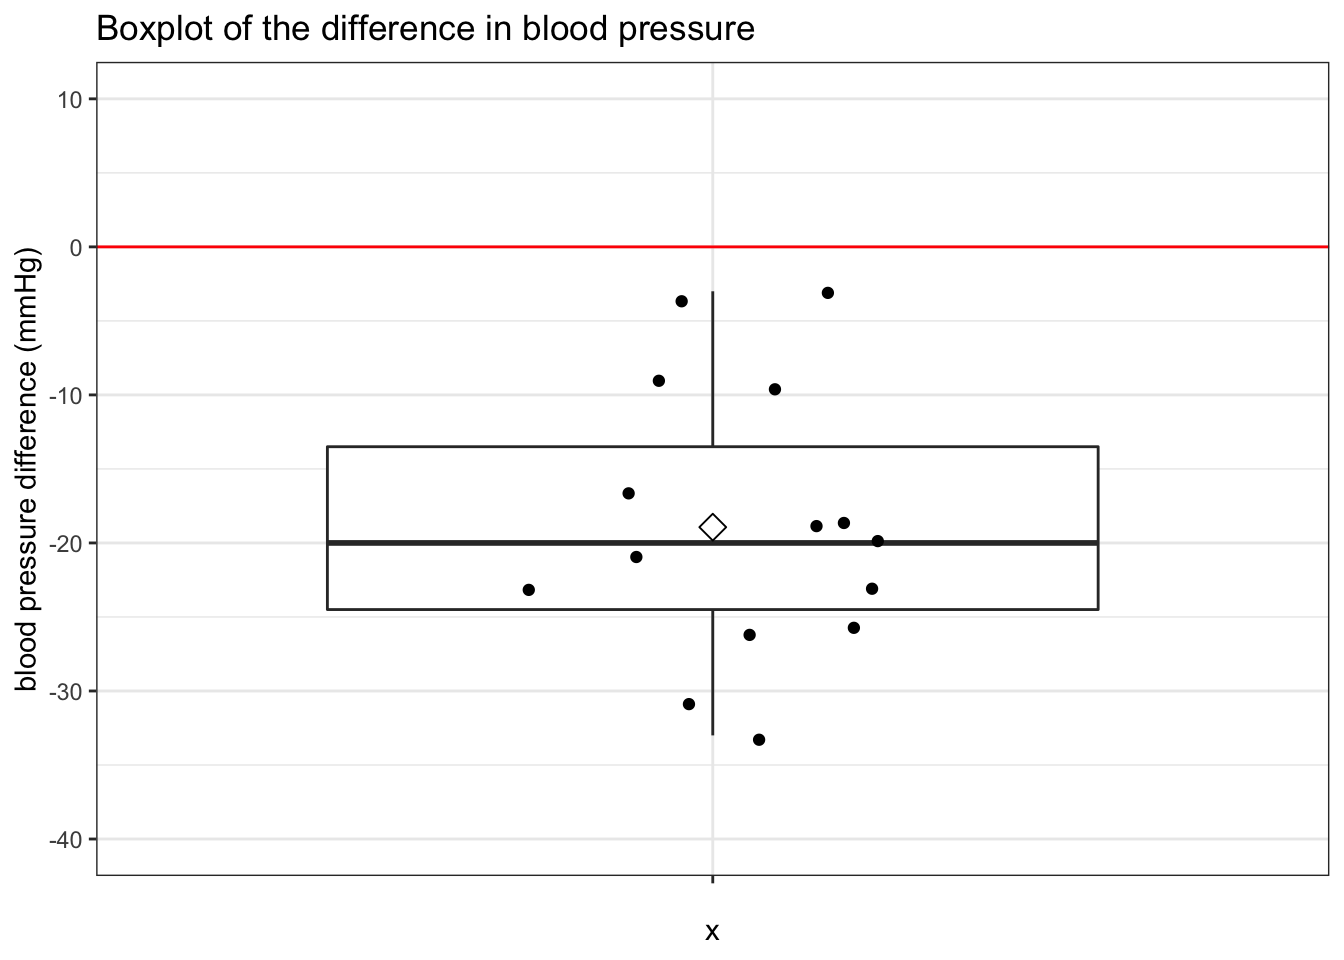 Boxplot of the difference in blood pressure
blood pressure difference (mmHg)
10
0
-10
-20
-30
-40
x